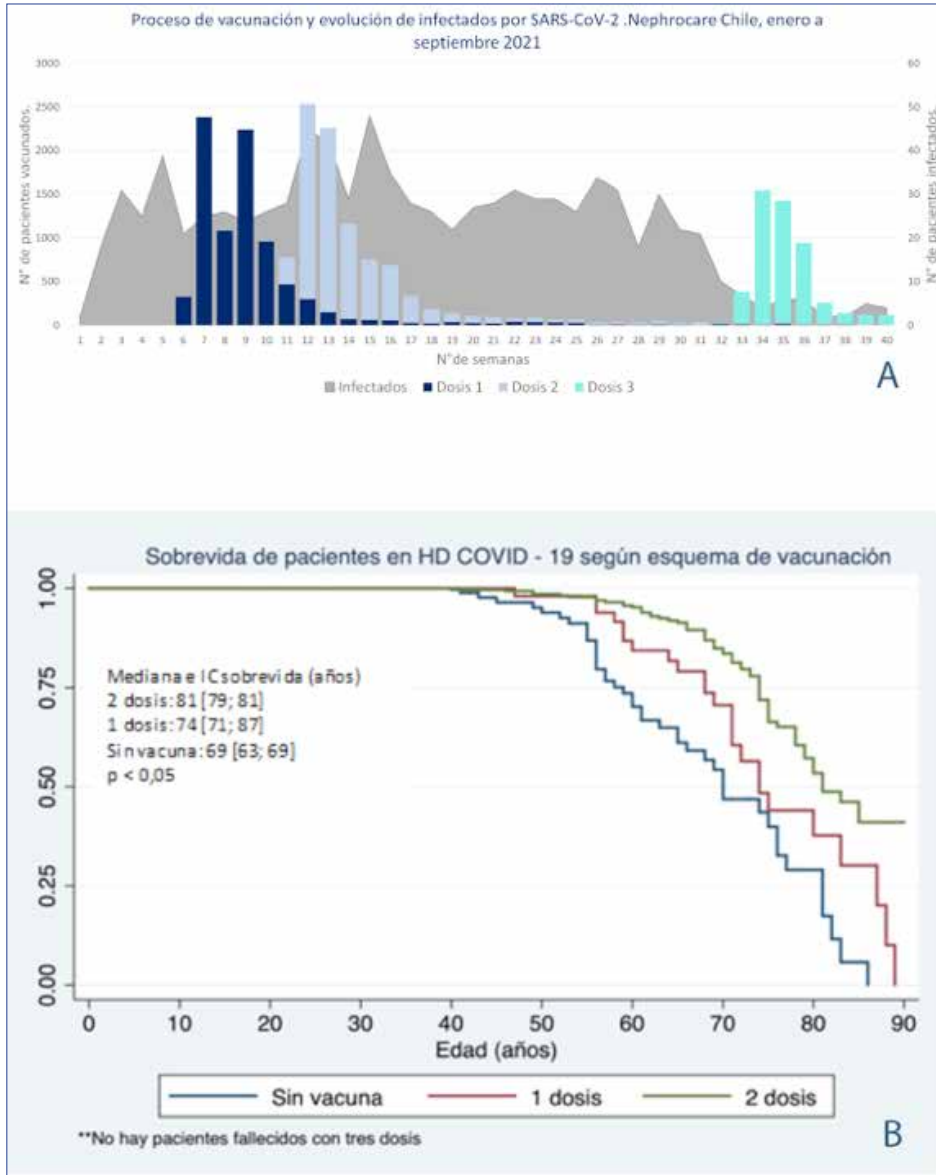 Proceso de vacunación y evolución de infectados por SARS-CoV-2 .Nephrocare Chile, enero a
septiembre 2021
3000
2500
2000
1500
1000
500
0
N° de pacientes vacunados.
60
50
40
30
20
10
0
N° de pacientes infectados.
1 2 3 4 5 6 7 8 9 10 11 12 13 14 15 16 17 18 19 20 21 22 23 24 25 26 27 28 29 30 31 32 33 34 35 36 37 38 39 40
N°de semanas
Infectados Dosis 1 Dosis 2 Dosis 3
A
Sobrevida de pacientes en HD COVID - 19 según esquema de vacunación
1.00
0.75
0.50
0.25
0.00
Mediana e IC sobrevida (años)
2 dosis: 81 [79; 81]
1 dosis: 74 [71; 87]
Sin vacuna: 69 [63; 69]
p < 0,05
0 10 20 30 40 50 60 70 80 90
Edad (años)
Sin vacuna 1 dosis 2 dosis
**No hay pacientes fallecidos con tres dosis
B